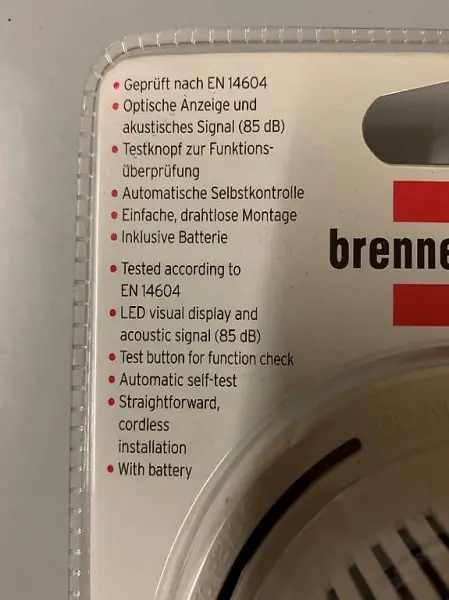 • Geprüft nach EN 14604
• Optische Anzeige und
akustisches Signal (85 dB)
• Testknopf zur Funktions-
überprüfung
• Automatische Selbstkontrolle
• Einfache, drahtlose Montage
• Inklusive Batterie
• Tested according to
EN 14604
• LED visual display and
acoustic signal (85 dB)
• Test button for function check
• Automatic self-test
• Straightforward,
cordless
installation
• With battery
brenne